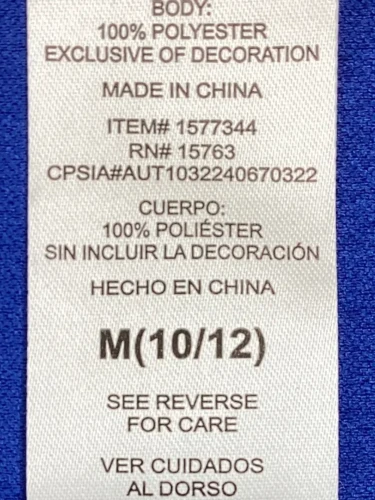 BODY:
100% POLYESTER
EXCLUSIVE OF DECORATION
MADE IN CHINA
ITEM# 1577344
RN# 15763
CPSIA#AUT1032240670322
CUERPO:
100% POLIÉSTER
SIN INCLUIR LA DECORACIÓN
HECHO EN CHINA
M(10/12)
SEE REVERSE
FOR CARE
VER CUIDADOS
AL DORSO